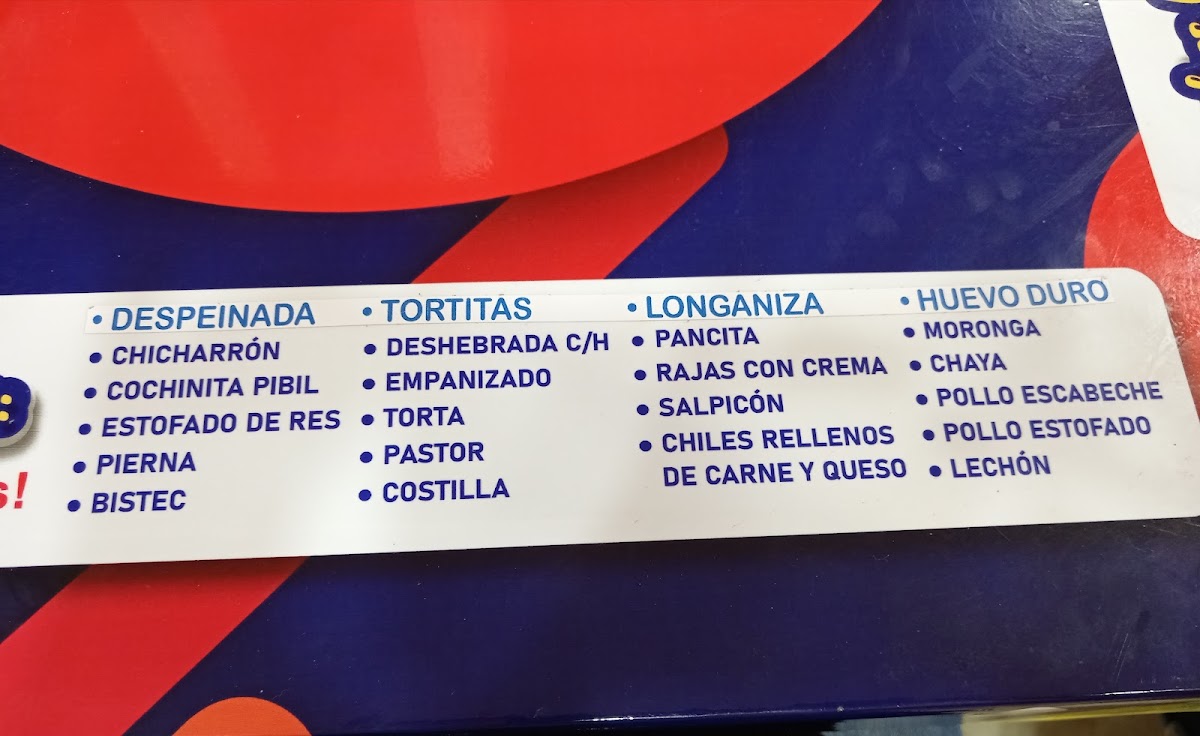 • DESPEINADA
• CHICHARRÓN
• COCHINITA PIBIL
• ESTOFADO DE RES
• PIERNA
• BISTEC
• TORTITAS
• DESHEBRADA C/H
• EMPANIZADO
• TORTA
• PASTOR
• COSTILLA
• LONGANIZA
• PANCITA
• RAJAS CON CREMA
• SALPICÓN
• CHILES RELLENOS
DE CARNE Y QUESO
• HUEVO DURO
• MORONGA
• CHAYA
• POLLO ESCABECHE
• POLLO ESTOFADO
• LECHÓN
s!